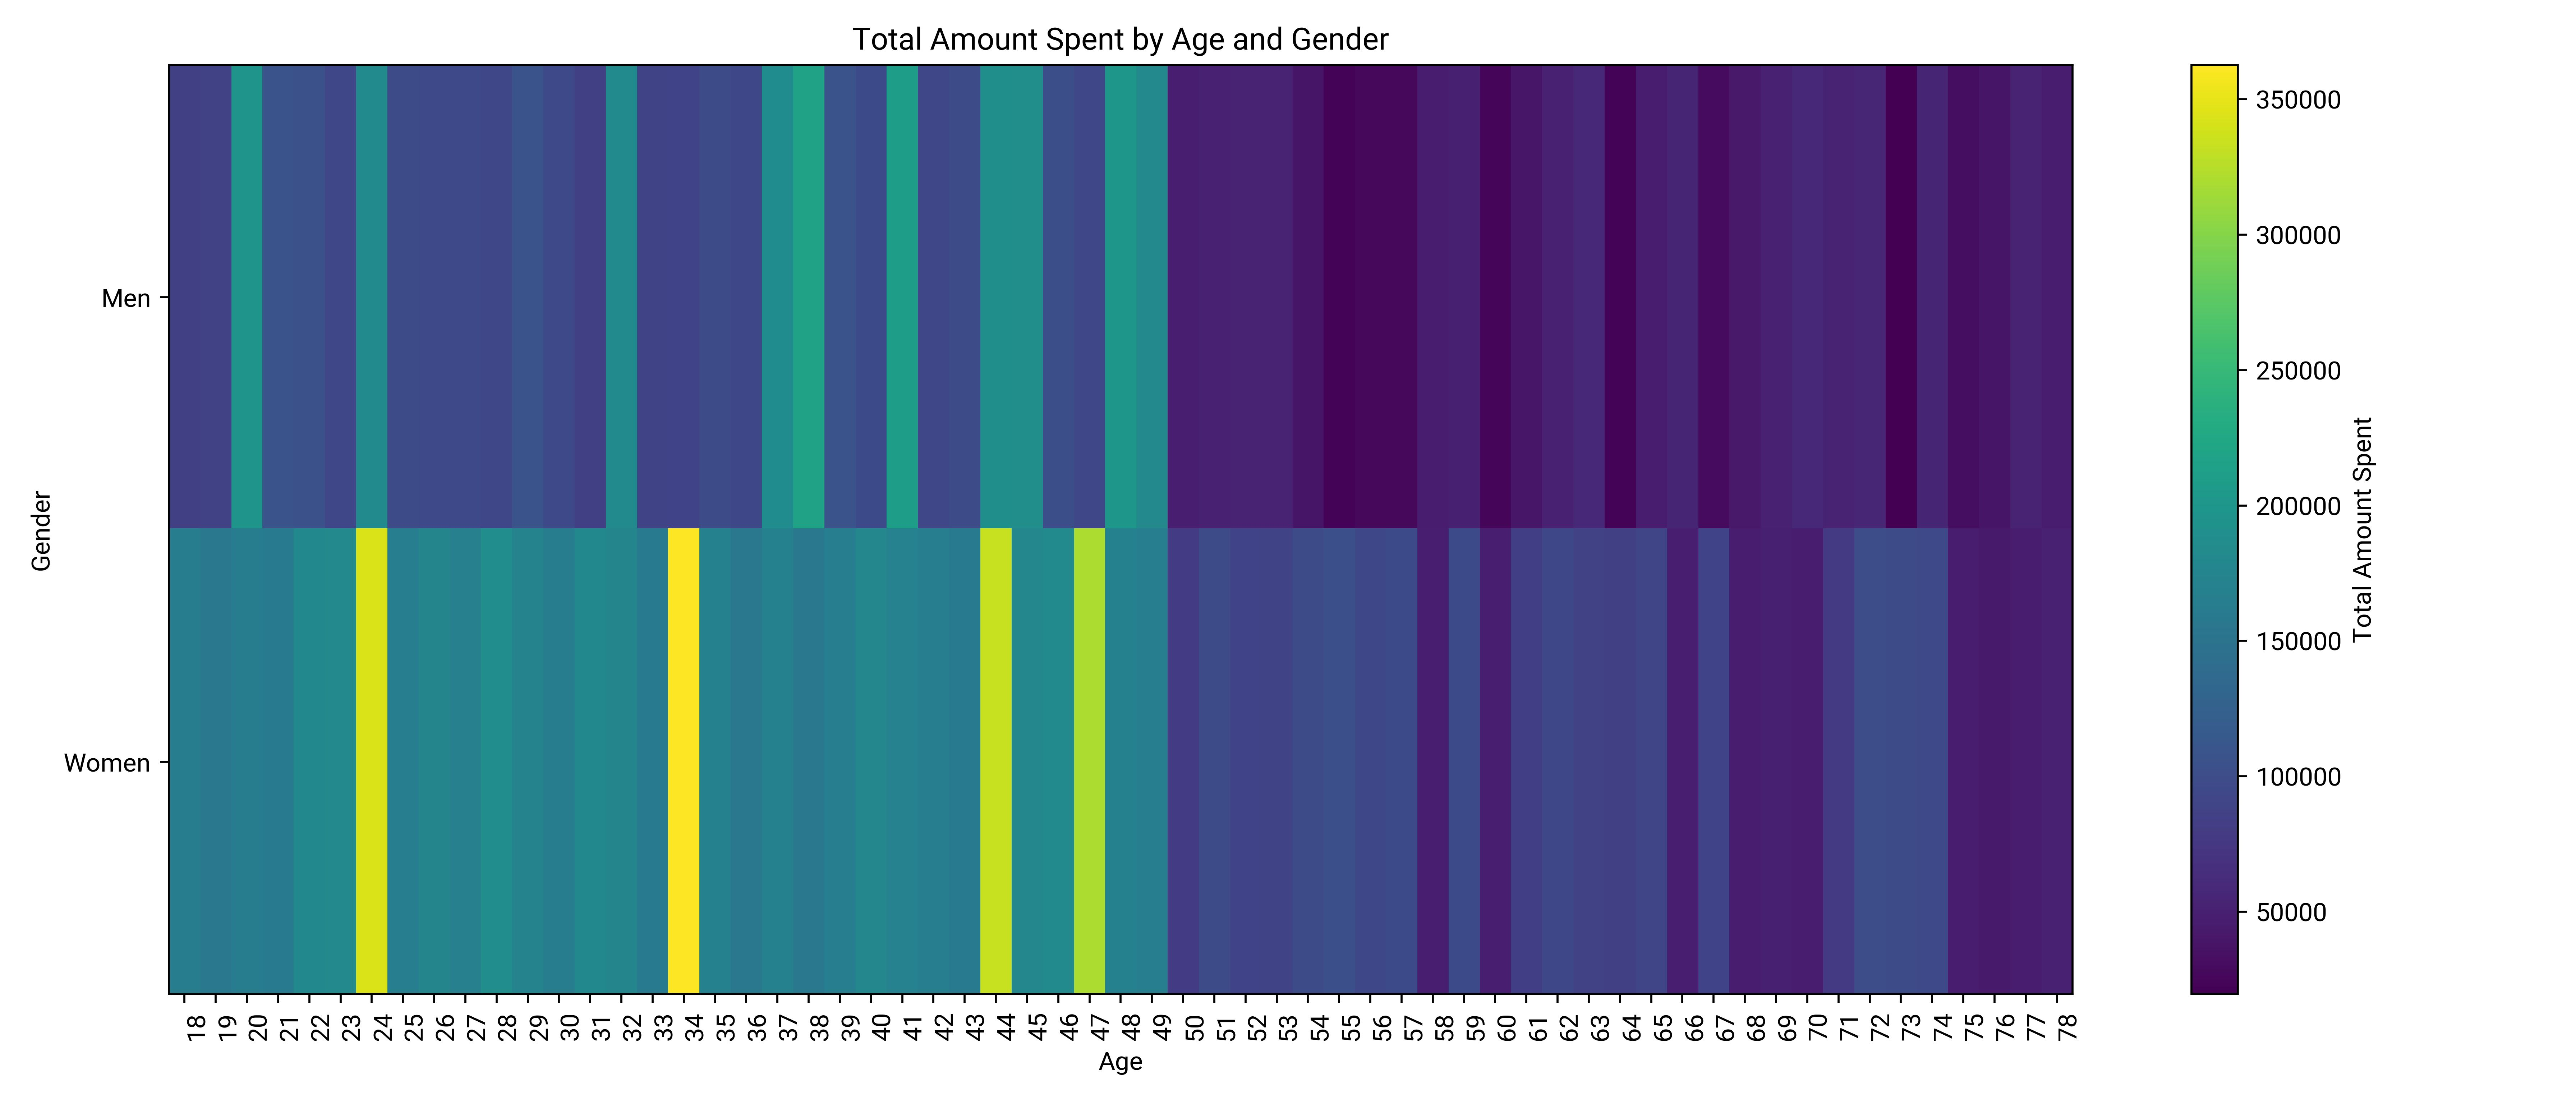 Total Amount Spent by Age and Gender
Gender
Men
Women
18 19 20 21 22 23 24 25 26 27 28 29 30 31 32 33 34 35 36 37 38 39 40 41 42 43 44 45 46 47 48 49 50 51 52 53 54 55 56 57 58 59 60 61 62 63 64 65 66 67 68 69 70 71 72 73 74 75 76 77 78
Age
350000
300000
250000
200000
150000
100000
50000
Total Amount Spent